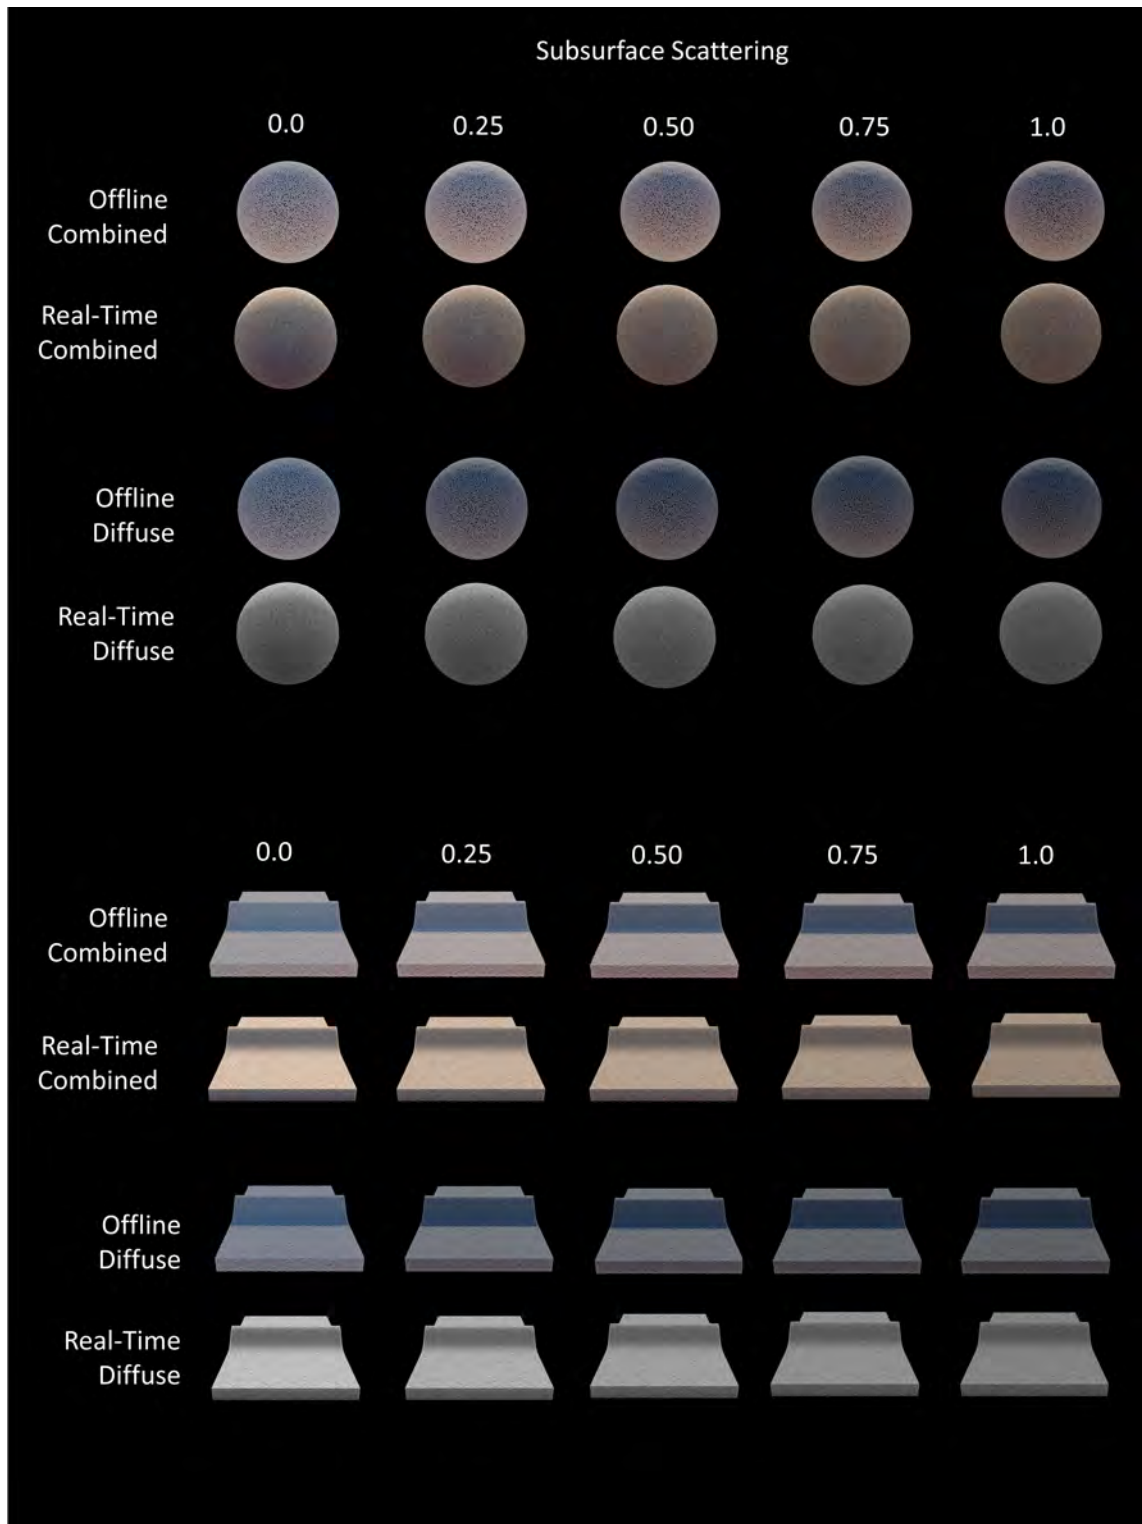 Subsurface Scattering
0.0 0.25 0.50 0.75 1.0
Offline
Combined
Real-Time
Combined
Offline
Diffuse
Real-Time
Diffuse
0.0 0.25 0.50 0.75 1.0
Offline
Combined
Real-Time
Combined
Offline
Diffuse
Real-Time
Diffuse